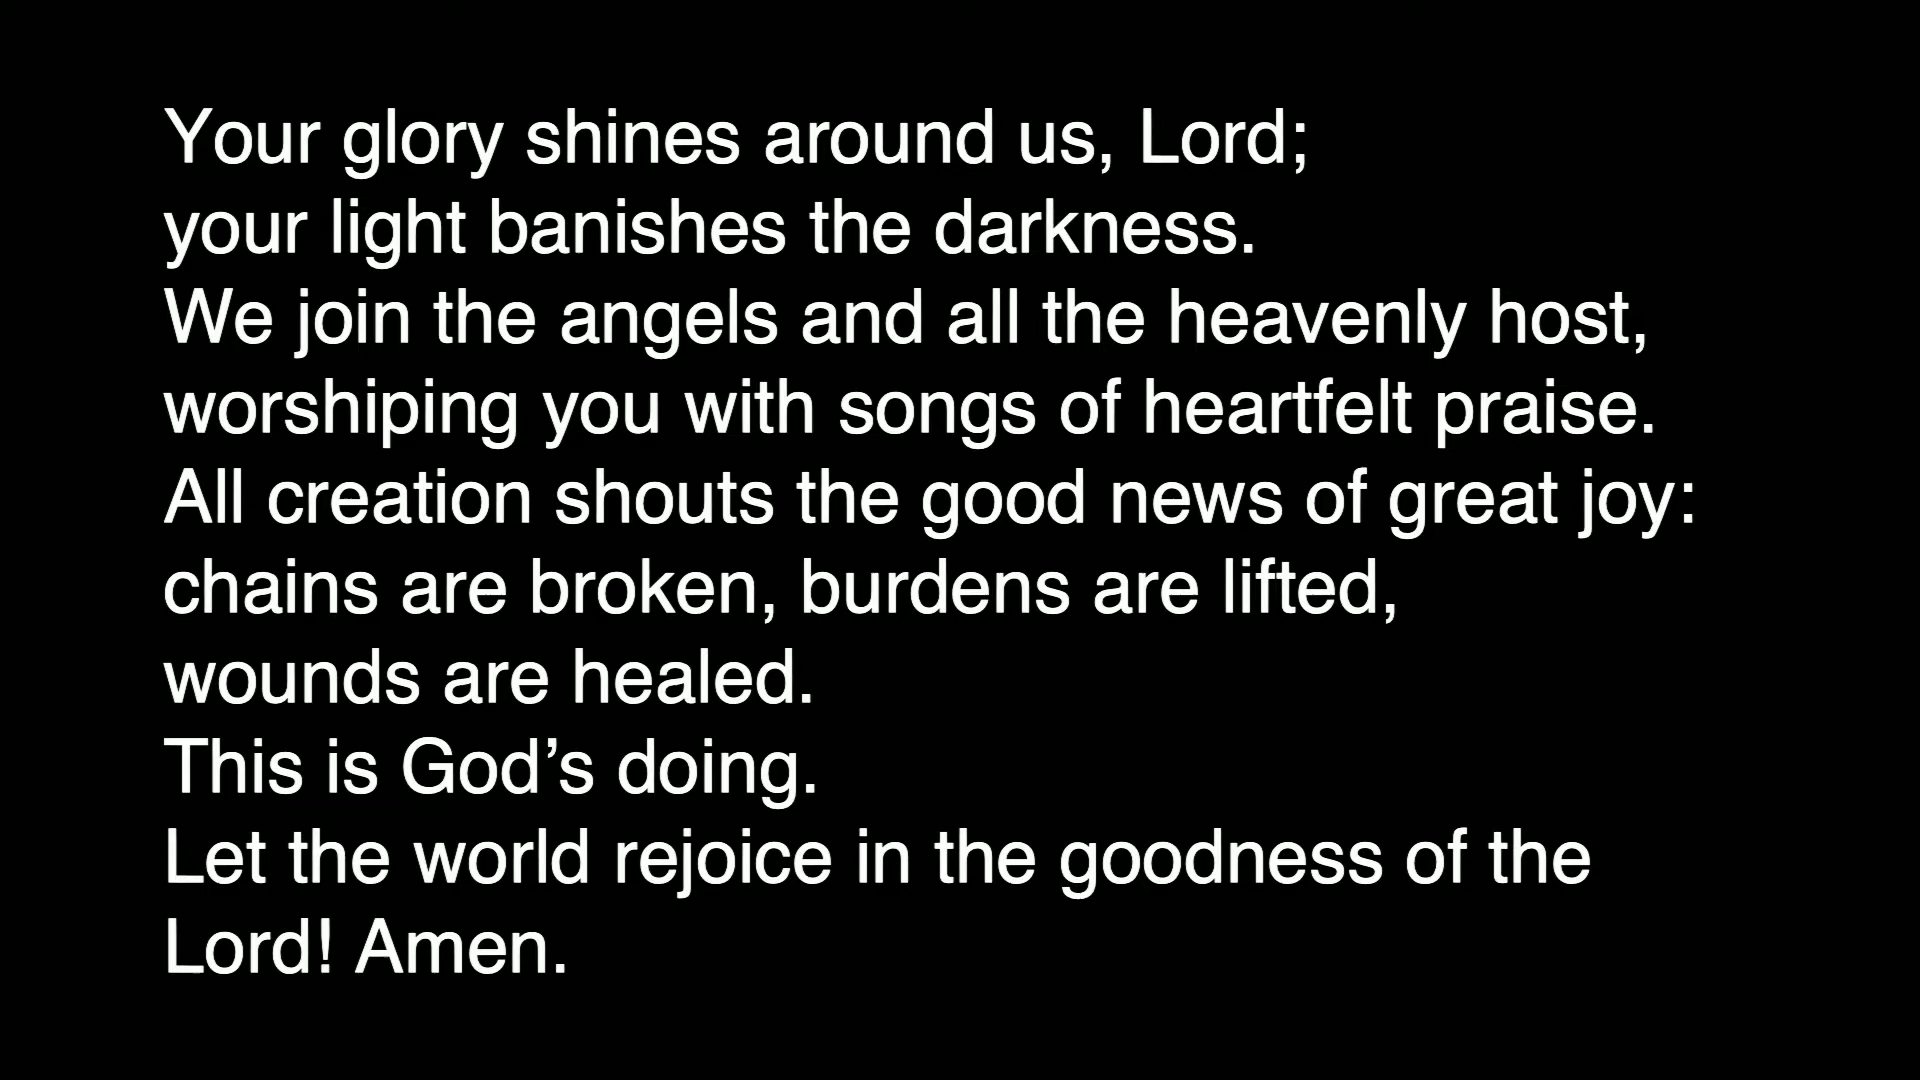 Your glory shines around us, Lord;
your light banishes the darkness.
We join the angels and all the heavenly host,
worshiping you with songs of heartfelt praise.
All creation shouts the good news of great joy:
chains are broken, burdens are lifted,
wounds are healed.
This is God’s doing.
Let the world rejoice in the goodness of the
Lord! Amen.